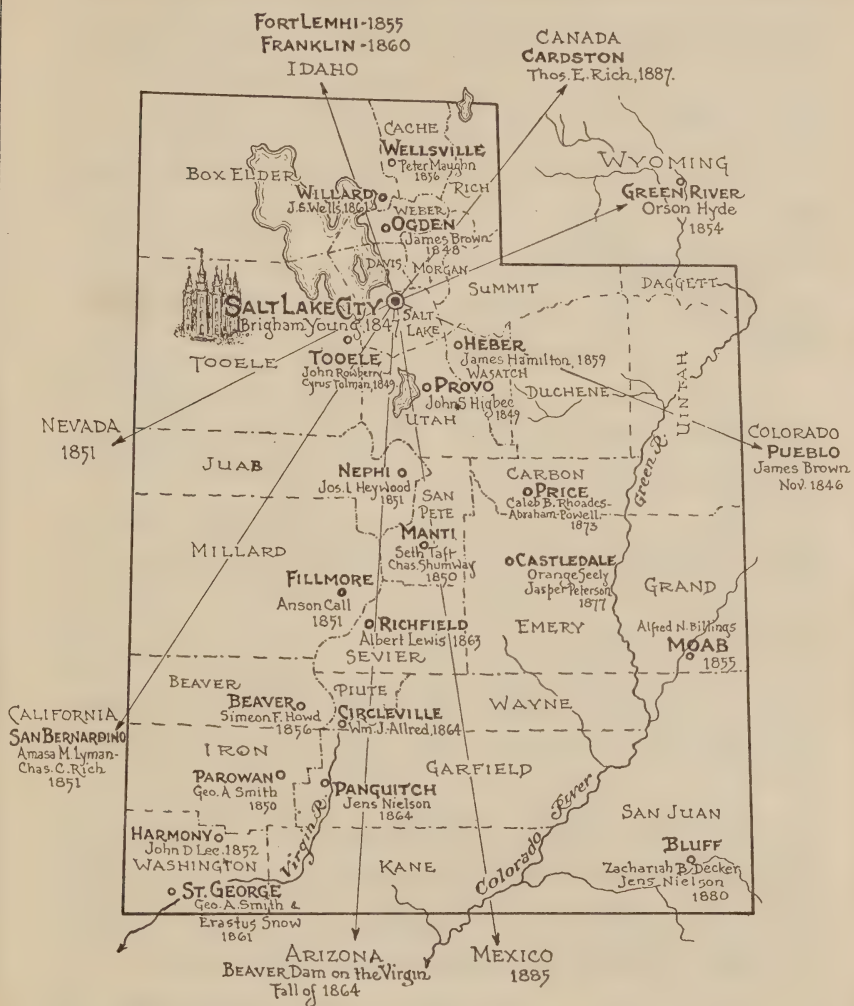 FORT LEMHI-1855
FRANKLIN-1860
IDAHO
CANADA
CARDSTON
Thos. E. Rich, 1887.
CACHE
WELLSVILLE
Peter Maughn
1856
BOX ELDER
RICH
WYOMING
WILLARD
J.S. Wells, 1861
WEBER
GREEN RIVER
Orson Hyde
1854
OGDEN
James Brown
1848
DAVIS
MORGAN
SUMMIT
DAGGETT
SALT LAKE CITY
Brigham Young, 184
SALT
LAKE
TOOELE
TOOELE
John Rowberry-
Cyrus Tolman, 1849
HEBER
James Hamilton, 1859
WASATCH
PROVO
John S Higbee
1849
UTAH
DUCHENE
UINTAH
Green R.
NEVADA
1851
COLORADO
PUEBLO
James Brown
Nov. 1846
JUAB
NEPHI
Jos. L Heywood
1851
SAN
PETE
CARBON
PRICE
Caleb B. Rhoades-
Abraham-Powell-
1873
MILLARD
MANTI
Seth Taft
Chas. Shumway
1850
FILLMORE
Anson Call
1851
CASTLEDALE
Orange Seely
Jasper Peterson
1877
GRAND
RICHFIELD
Albert Lewis 1863
SEVIER
EMERY
Alfred N. Billings
MOAB
1855
BEAVER
BEAVER
Simeon F. Howd
1856
PIUTE
CIRCLEVILLE
Wm. J. Allred, 1864
WAYNE
CALIFORNIA
SAN BERNARDINO
Amasa M. Lyman-
Chas. C. Rich
1851
IRON
PAROWAN
Geo. A Smith
1850
PANGUITCH
Jens Nielson
1864
GARFIELD
Colorado River
SAN JUAN
HARMONY
John D Lee. 1852
WASHINGTON
Virgin R.
KANE
BLUFF
Zachariah B. Decker
Jens Nielson
1880
ST. GEORGE
Geo. A. Smith &
Erastus Snow
1861
ARIZONA
BEAVER Dam on the Virgin
Fall of 1864
MEXICO
1885